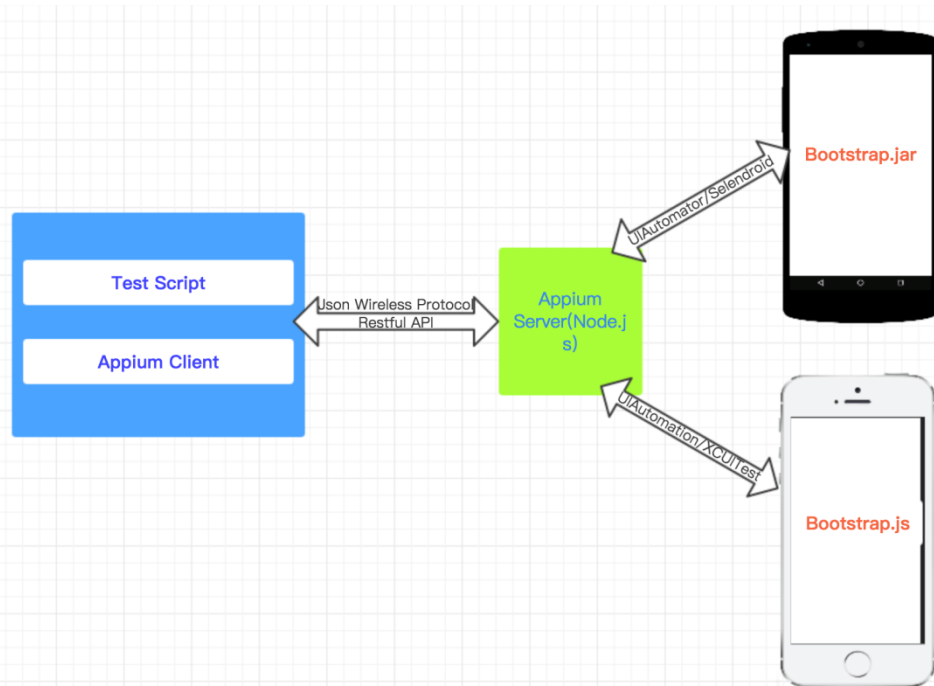 Bootstrap.jar
UIAutomator/Selendroid
Test Script
Appium Client
Json Wireless Protocol
Restful API
Appium
Server(Node.j
s)
UIAutomation/XCUITest
Bootstrap.js